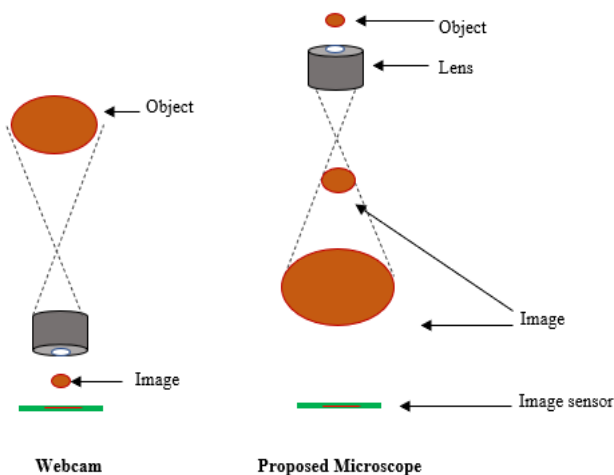 Object
Lens
Object
Image
Image
Image sensor
Webcam
Proposed Microscope